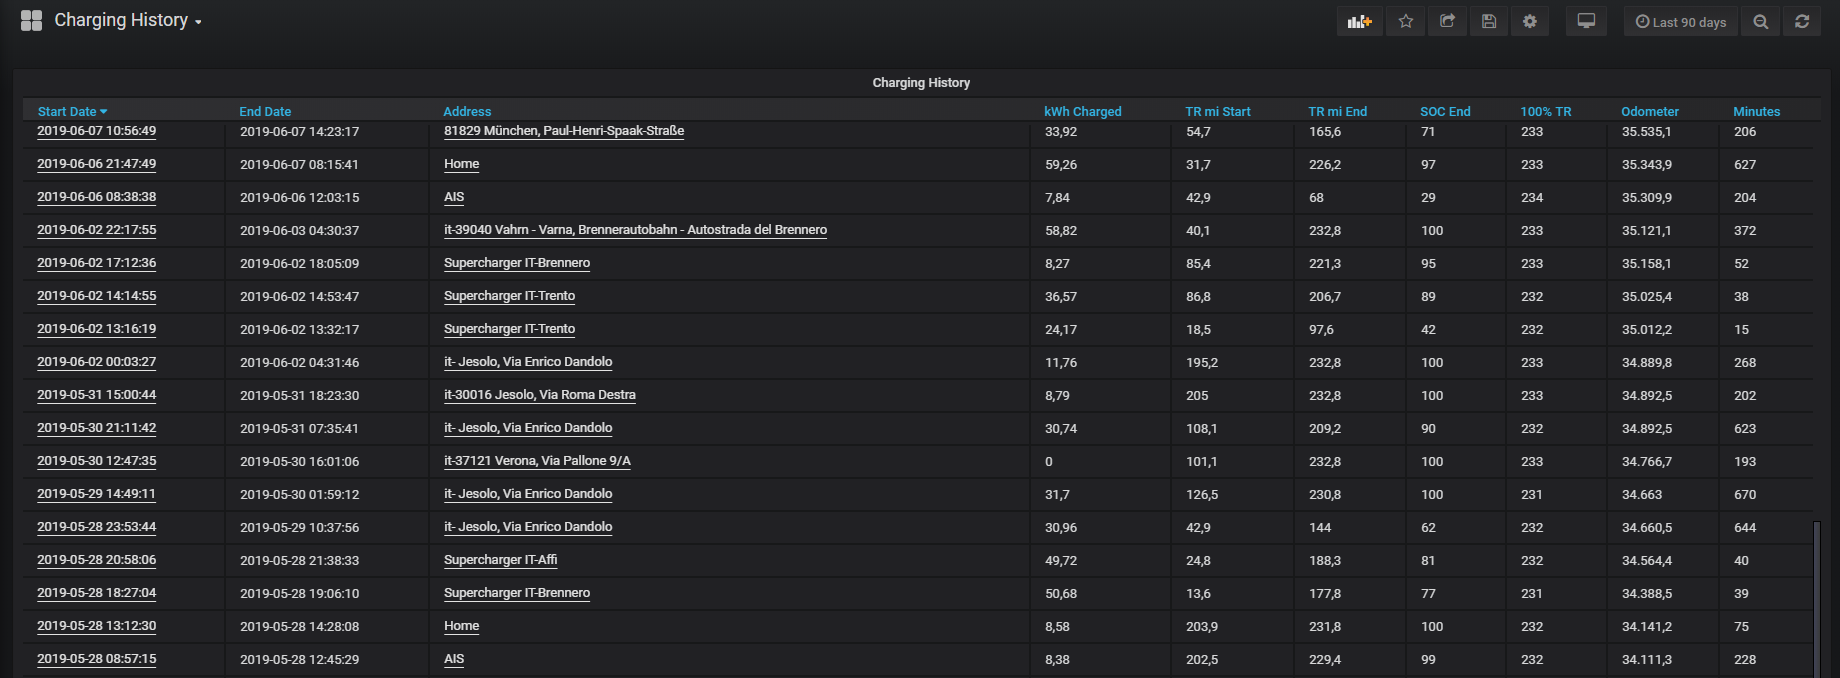 Charging History
Last 90 days
Charging History
Start Date End Date Address kWh Charged TR mi Start TR mi End SOC End 100% TR Odometer Minutes
2019-06-07 10:56:49 2019-06-07 14:23:17 81829 München, Paul-Henri-Spaak-Straße 33,92 54,7 165,6 71 233 35.535,1 206
2019-06-06 21:47:49 2019-06-07 08:15:41 Home 59,26 31,7 226,2 97 233 35.343,9 627
2019-06-06 08:38:38 2019-06-06 12:03:15 AIS 7,84 42,9 68 29 234 35.309,9 204
2019-06-02 22:17:55 2019-06-03 04:30:37 it-39040 Vahrn - Varna, Brennerautobahn - Autostrada del Brennero 58,82 40,1 232,8 100 233 35.121,1 372
2019-06-02 17:12:36 2019-06-02 18:05:09 Supercharger IT-Brennero 8,27 85,4 221,3 95 233 35.158,1 52
2019-06-02 14:14:55 2019-06-02 14:53:47 Supercharger IT-Trento 36,57 86,8 206,7 89 232 35.025,4 38
2019-06-02 13:16:19 2019-06-02 13:32:17 Supercharger IT-Trento 24,17 18,5 97,6 42 232 35.012,2 15
2019-06-02 00:03:27 2019-06-02 04:31:46 it- Jesolo, Via Enrico Dandolo 11,76 195,2 232,8 100 233 34.889,8 268
2019-05-31 15:00:44 2019-05-31 18:23:30 it-30016 Jesolo, Via Roma Destra 8,79 205 232,8 100 233 34.892,5 202
2019-05-30 21:11:42 2019-05-31 07:35:41 it- Jesolo, Via Enrico Dandolo 30,74 108,1 209,2 90 232 34.892,5 623
2019-05-30 12:47:35 2019-05-30 16:01:06 it-37121 Verona, Via Pallone 9/A 0 101,1 232,8 100 233 34.766,7 193
2019-05-29 14:49:11 2019-05-30 01:59:12 it- Jesolo, Via Enrico Dandolo 31,7 126,5 230,8 100 231 34.663 670
2019-05-28 23:53:44 2019-05-29 10:37:56 it- Jesolo, Via Enrico Dandolo 30,96 42,9 144 62 232 34.660,5 644
2019-05-28 20:58:06 2019-05-28 21:38:33 Supercharger IT-Affi 49,72 24,8 188,3 81 232 34.564,4 40
2019-05-28 18:27:04 2019-05-28 19:06:10 Supercharger IT-Brennero 50,68 13,6 177,8 77 231 34.388,5 39
2019-05-28 13:12:30 2019-05-28 14:28:08 Home 8,58 203,9 231,8 100 232 34.141,2 75
2019-05-28 08:57:15 2019-05-28 12:45:29 AIS 8,38 202,5 229,4 99 232 34.111,3 228